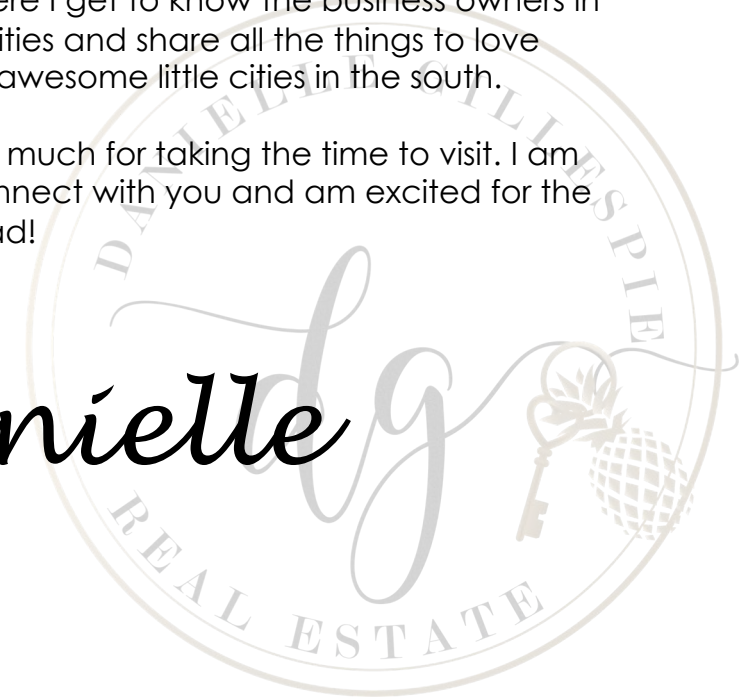 ere I get to know the business owners in
ities and share all the things to love
awesome little cities in the south.
much for taking the time to visit. I am
nnect with you and am excited for the
ad!
nielle
DANIELLE GILLESPIE
dg
REAL ESTATE